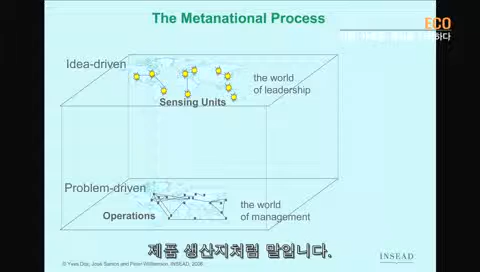 The Metanational Process
ECO
Idea-driven
the world
of leadership
Sensing Units
Problem-driven
the world
of management
Operations
제품 생산지처럼 말입니다.
© Yves Doz, José Santos and Peter Williamson, INSEAD, 2006
INSEAD